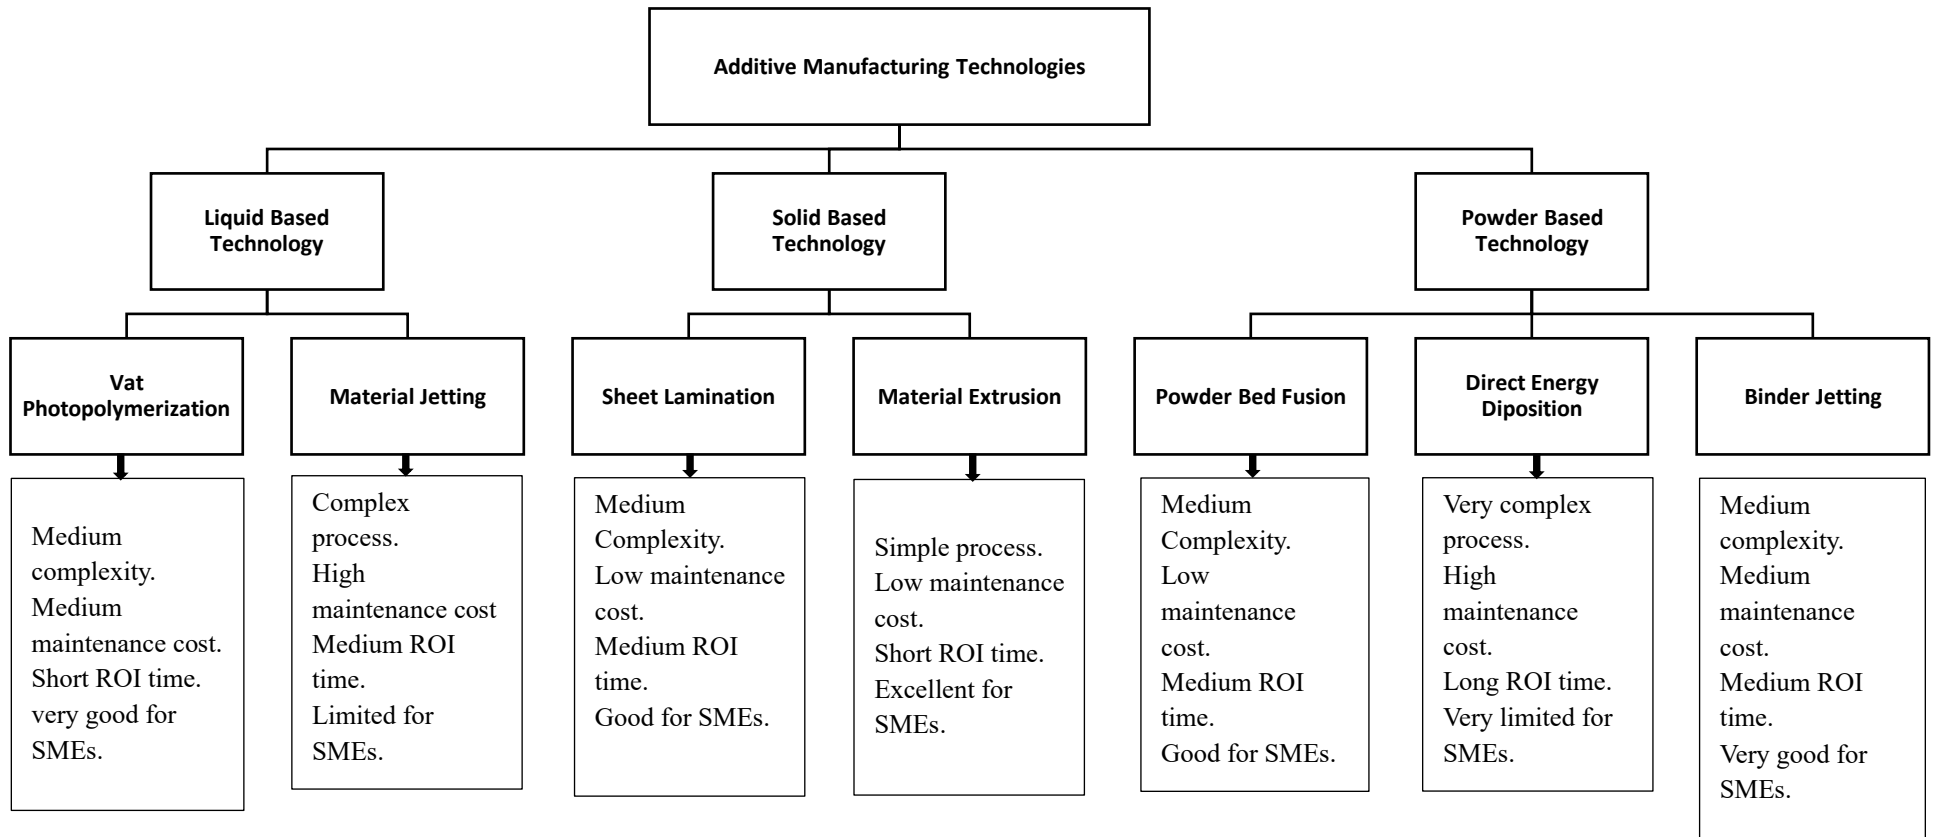 Additive Manufacturing Technologies
Liquid Based
Technology
Solid Based
Technology
Powder Based
Technology
Vat
Photopolymerization
Material Jetting
Sheet Lamination
Material Extrusion
Powder Bed Fusion
Direct Energy
Diposition
Binder Jetting
Medium
complexity.
Medium
maintenance cost.
Short ROI time.
very good for
SMEs.
Complex
process.
High
maintenance cost
Medium ROI
time.
Limited for
SMEs.
Medium
Complexity.
Low maintenance
cost.
Medium ROI
time.
Good for SMEs.
Simple process.
Low maintenance
cost.
Short ROI time.
Excellent for
SMEs.
Medium
Complexity.
Low
maintenance
cost.
Medium ROI
time.
Good for SMEs.
Very complex
process.
High
maintenance
cost.
Long ROI time.
Very limited for
SMEs.
Medium
complexity.
Medium
maintenance
cost.
Medium ROI
time.
Very good for
SMEs.